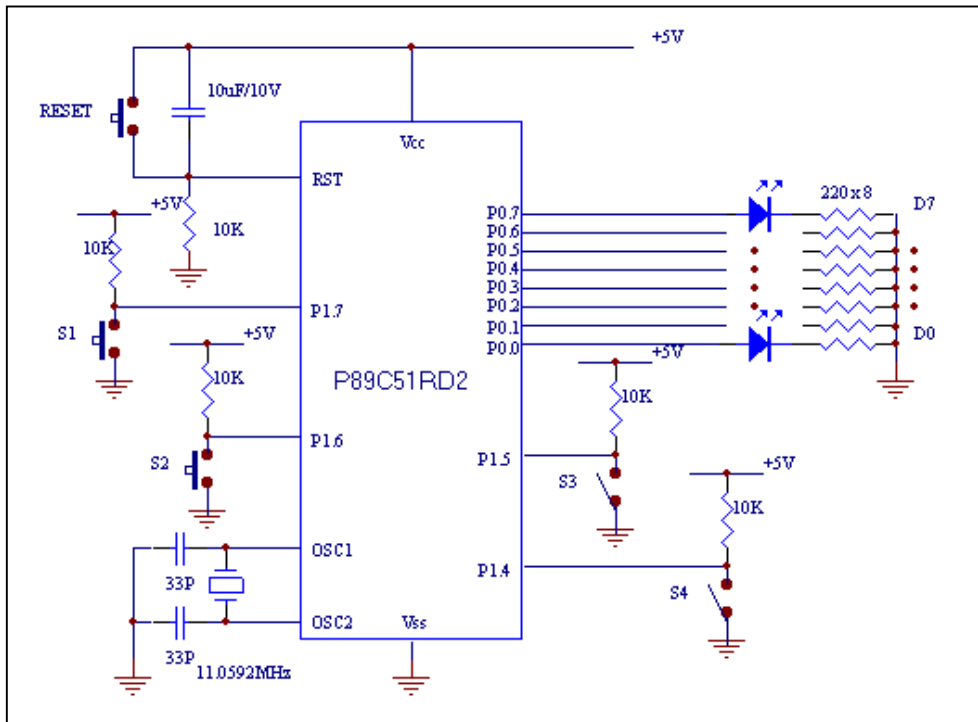 +5V
10uF/10V
RESET
Vcc
RST
+5V
10K
10K
P0.7
P0.6
P0.5
P0.4
P0.3
P0.2
P0.1
P0.0
220x8
D7
D0
P1.7
S1
+5V
10K
P89C51RD2
+5V
10K
P1.6
S2
P1.5
S3
+5V
10K
OSC1
33P
P1.4
S4
OSC2
33P
Vss
11.0592MHz